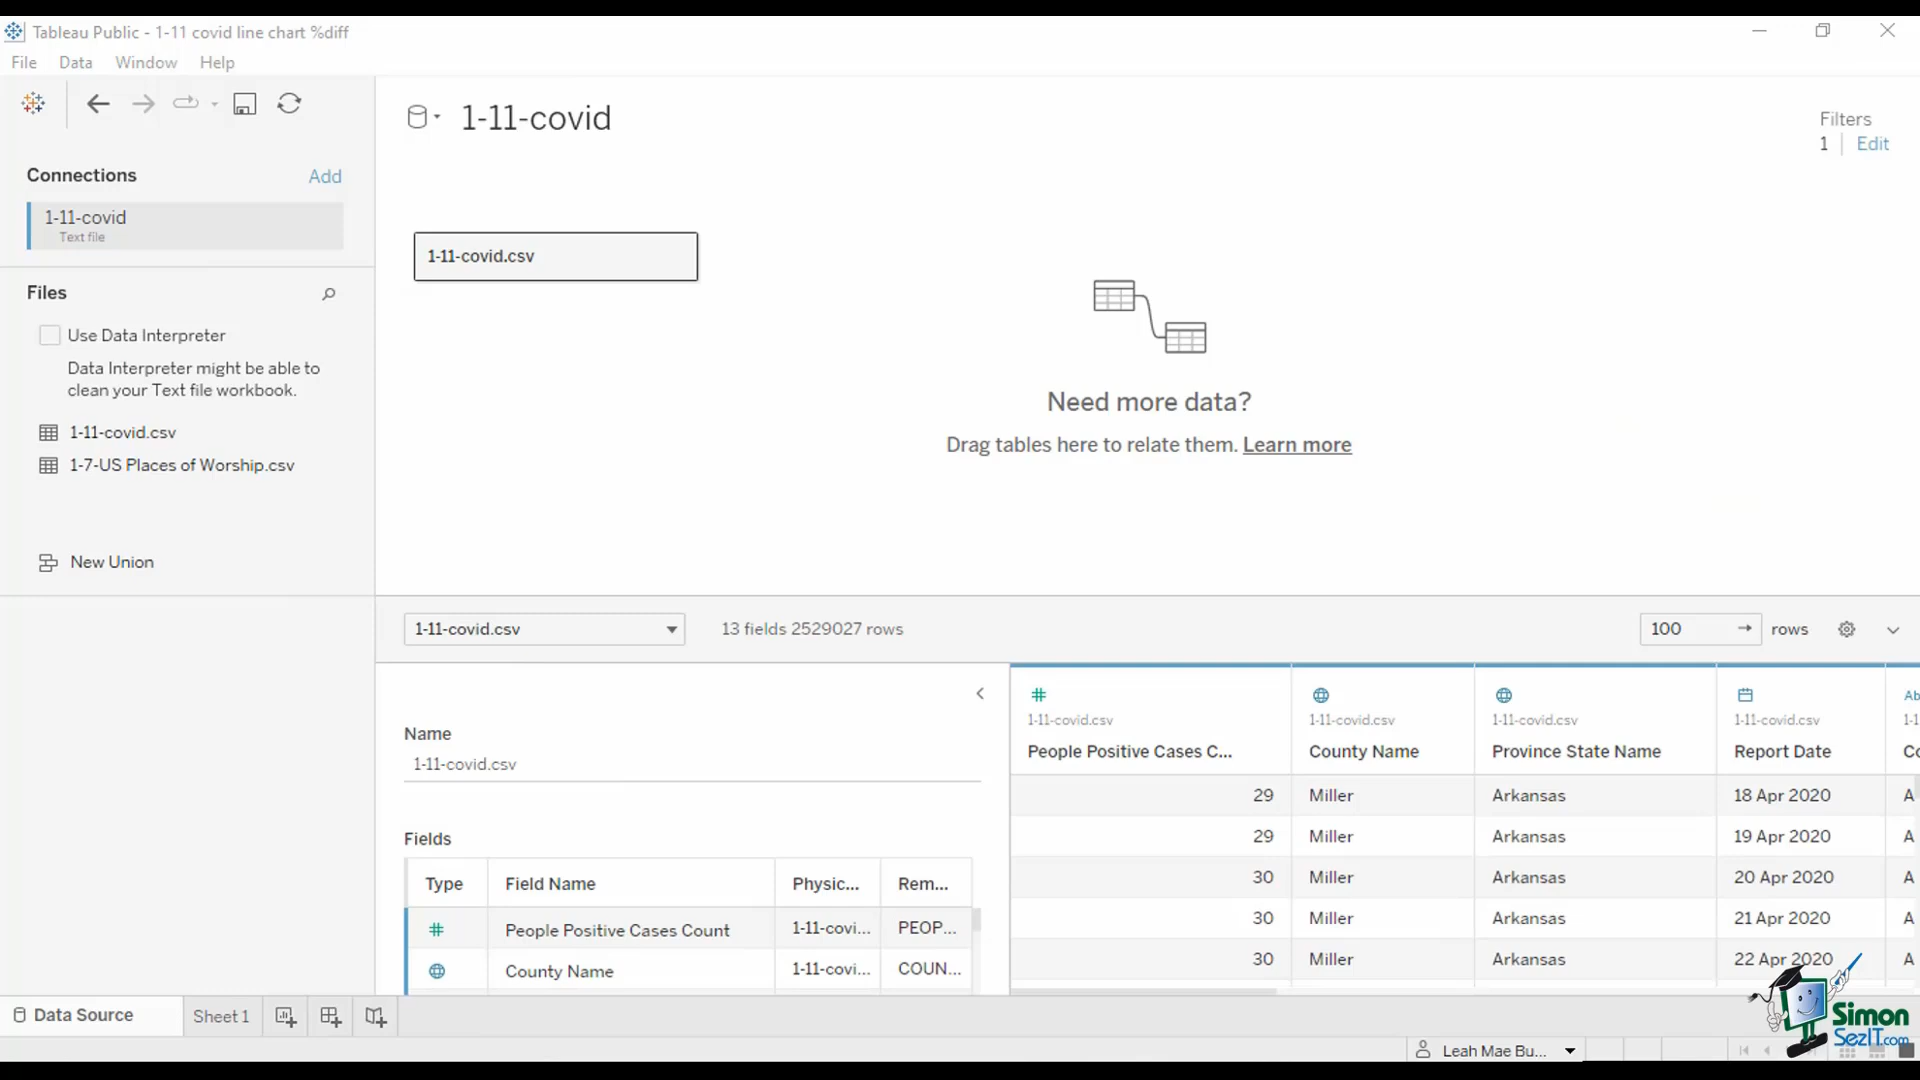 Tableau Public - 1-11 covid line chart %diff
File Data Window Help
1-11-covid
Filters
1 Edit
Connections Add
1-11-covid
Text file
1-11-covid.csv
Files
Use Data Interpreter
Data Interpreter might be able to
clean your Text file workbook.
1-11-covid.csv
1-7-US Places of Worship.csv
New Union
Need more data?
Drag tables here to relate them. Learn more
1-11-covid.csv 13 fields 2529027 rows 100 → rows
Name
1-11-covid.csv
Fields
Type Field Name Physic... Rem...
# People Positive Cases Count 1-11-covi... PEOP...
County Name 1-11-covi... COUN...
# Ab
1-11-covid.csv 1-11-covid.csv 1-11-covid.csv 1-11-covid.csv 1-1
People Positive Cases C... County Name Province State Name Report Date Co
29 Miller Arkansas 18 Apr 2020 A
29 Miller Arkansas 19 Apr 2020 A
30 Miller Arkansas 20 Apr 2020 A
30 Miller Arkansas 21 Apr 2020 A
30 Miller Arkansas 22 Apr 2020 A
Data Source Sheet 1
Leah Mae Bu...
Simon
SezIT.com